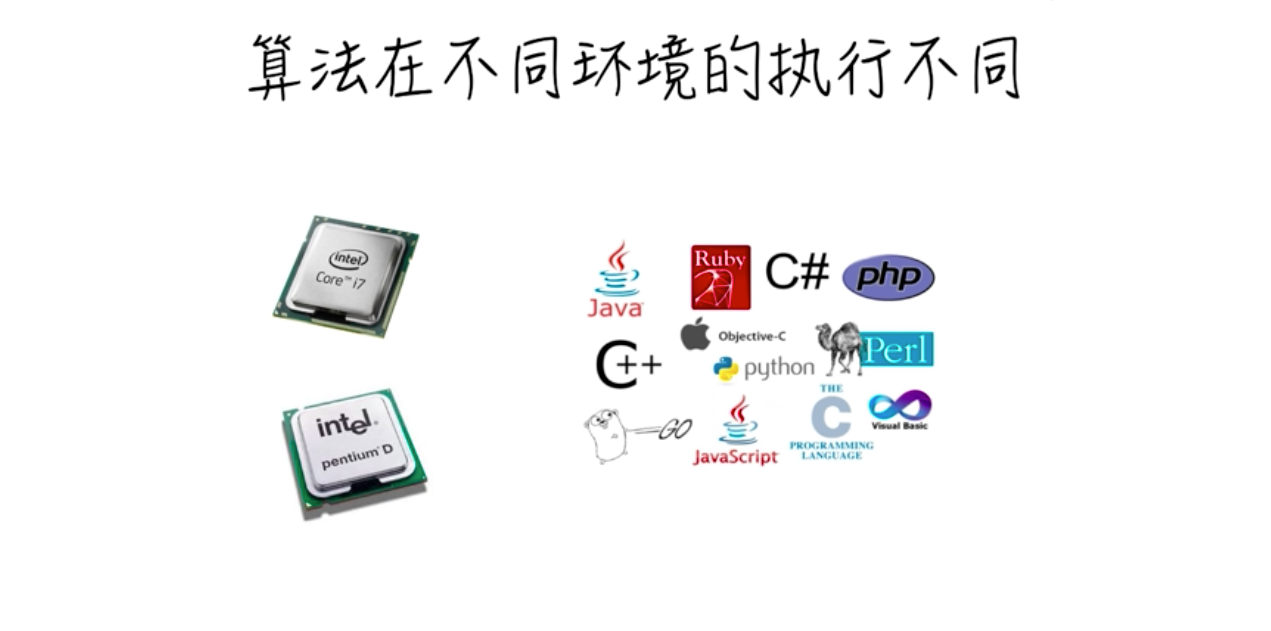 算法在不同环境的执行不同
intel
Core™ i7
intel®
pentium® D
Java
Ruby
C#
php
C++
Objective-C
python
Perl
GO
JavaScript
THE
C
PROGRAMMING
LANGUAGE
Visual Basic